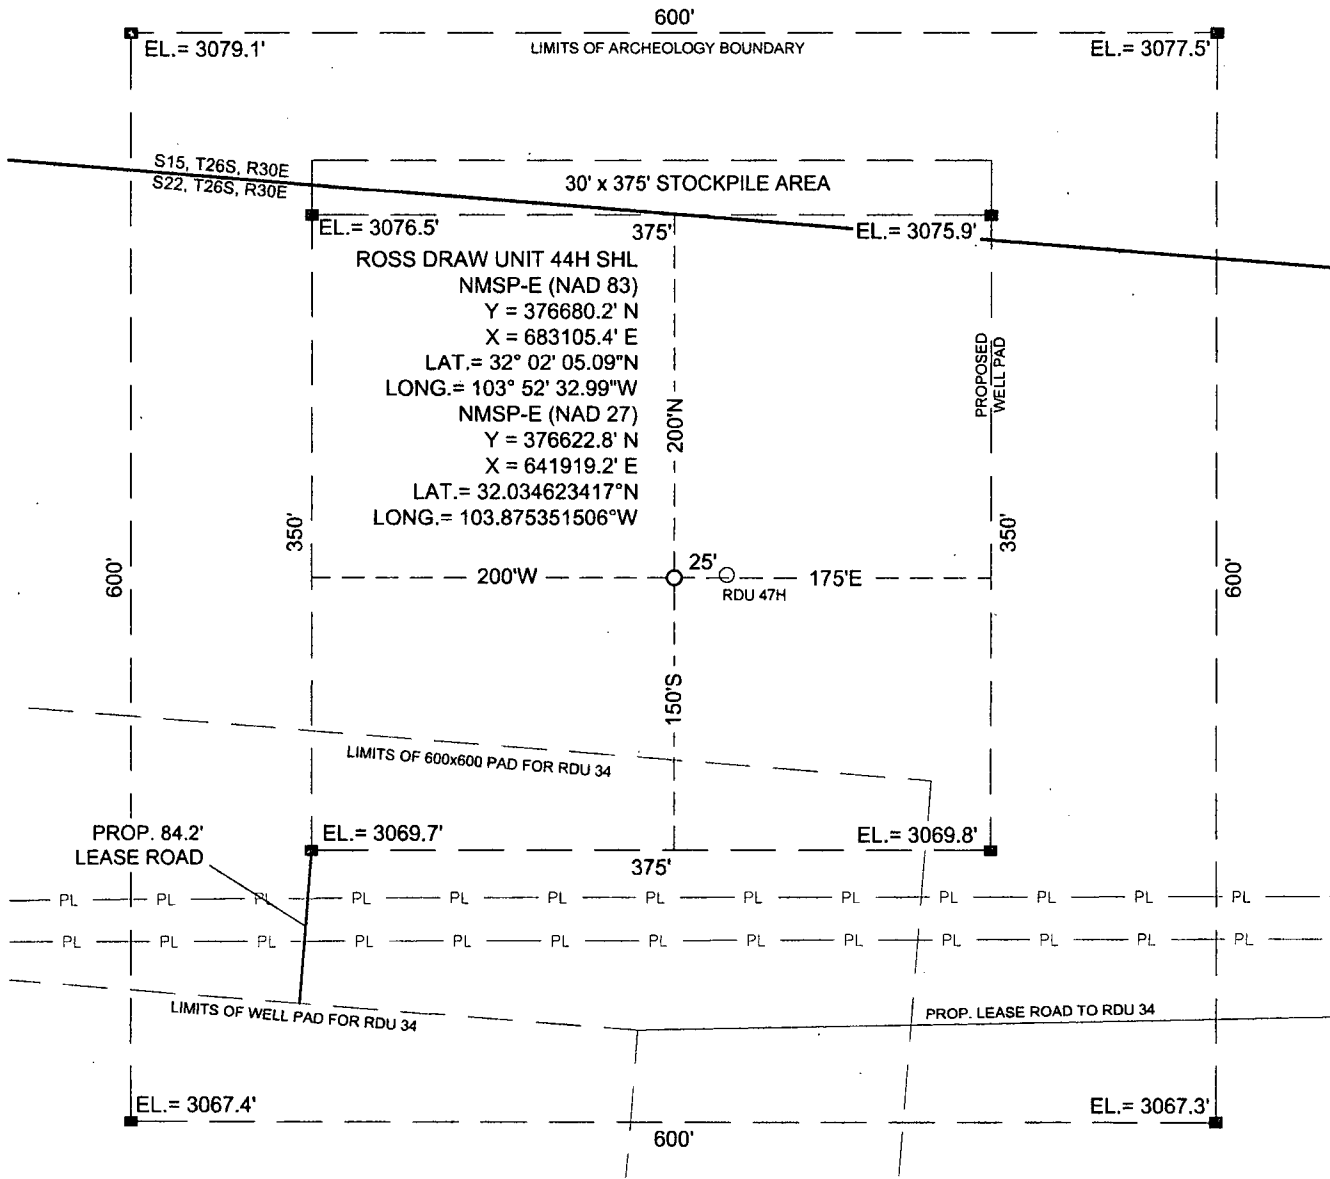 600'
LIMITS OF ARCHEOLOGY BOUNDARY
EL.= 3079.1'
EL.= 3077.5'
S15, T26S, R30E
S22, T26S, R30E
30' x 375' STOCKPILE AREA
EL.= 3076.5'
375'
EL.= 3075.9'
ROSS DRAW UNIT 44H SHL
NMSP-E (NAD 83)
Y = 376680.2' N
X = 683105.4' E
LAT.= 32° 02' 05.09"N
LONG.= 103° 52' 32.99"W
NMSP-E (NAD 27)
Y = 376622.8' N
X = 641919.2' E
LAT.= 32.034623417°N
LONG.= 103.875351506°W
PROPOSED
WELL PAD
200'N
350'
350'
600'
600'
200'W
25'
175'E
RDU 47H
150'S
LIMITS OF 600x600 PAD FOR RDU 34
PROP. 84.2'
LEASE ROAD
EL.= 3069.7'
EL.= 3069.8'
375'
PL PL PL PL PL PL PL PL PL PL PL PL PL
PL PL PL PL PL PL PL PL PL PL PL PL PL
LIMITS OF WELL PAD FOR RDU 34
PROP. LEASE ROAD TO RDU 34
EL.= 3067.4'
EL.= 3067.3'
600'